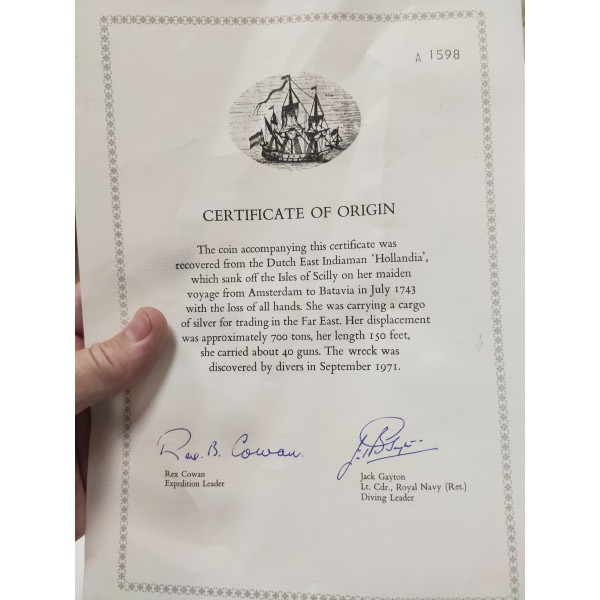 A 1598
CERTIFICATE OF ORIGIN
The coin accompanying this certificate was
recovered from the Dutch East Indiaman ‘Hollandia’,
which sank off the Isles of Scilly on her maiden
voyage from Amsterdam to Batavia in July 1743
with the loss of all hands. She was carrying a cargo
of silver for trading in the Far East. Her displacement
was approximately 700 tons, her length 150 feet,
she carried about 40 guns. The wreck was
discovered by divers in September 1971.
Rex. B. Cowan.
Rex Cowan
Expedition Leader
Jack Gayton
Lt. Cdr., Royal Navy (Ret.)
Diving Leader